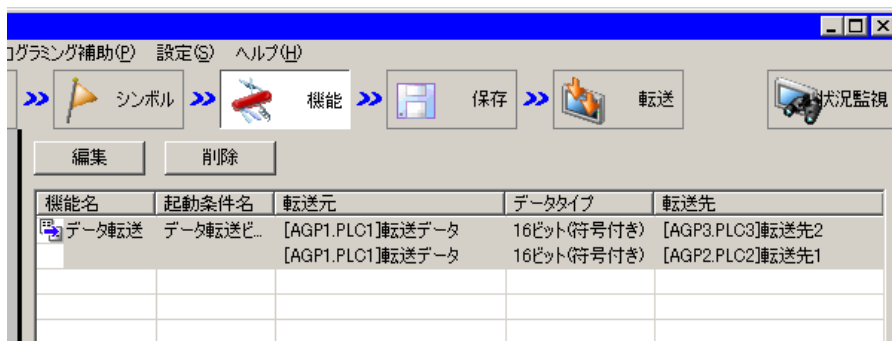 ログラミング補助(P) 設定(S) ヘルプ(H)
シンボル 機能 保存 転送 状況監視
編集 削除
機能名 起動条件名 転送元 データタイプ 転送先
データ転送 データ転送ビ... [AGP1.PLC1]転送データ 16ビット(符号付き) [AGP3.PLC3]転送先2
[AGP1.PLC1]転送データ 16ビット(符号付き) [AGP2.PLC2]転送先1